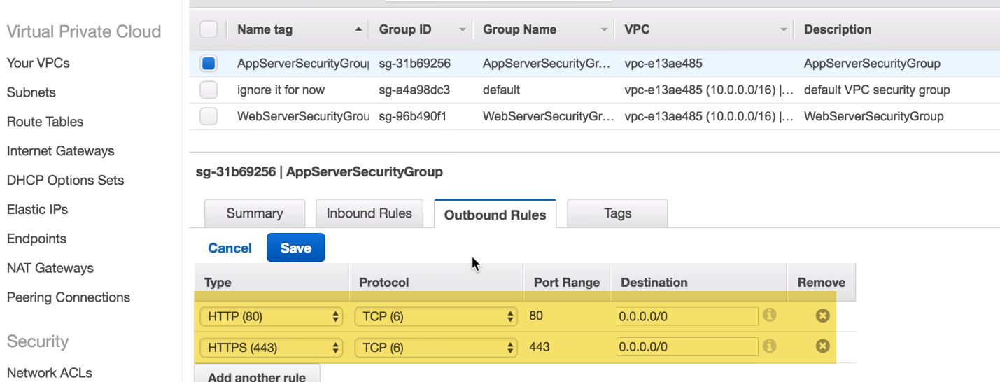 Virtual Private Cloud
Your VPCs
Subnets
Route Tables
Internet Gateways
DHCP Options Sets
Elastic IPs
Endpoints
NAT Gateways
Peering Connections
Security
Network ACLs
Name tag Group ID Group Name VPC Description
AppServerSecurityGrou sg-31b69256 AppServerSecurityGr... vpc-e13ae485 AppServerSecurityGroup
ignore it for now sg-a4a98dc3 default vpc-e13ae485 (10.0.0.0/16) |... default VPC security group
WebServerSecurityGrou sg-96b490f1 WebServerSecurityGr... vpc-e13ae485 (10.0.0.0/16) |... WebServerSecurityGroup
sg-31b69256 | AppServerSecurityGroup
Summary Inbound Rules Outbound Rules Tags
Cancel Save
Type Protocol Port Range Destination Remove
HTTP (80) TCP (6) 80 0.0.0.0/0
HTTPS (443) TCP (6) 443 0.0.0.0/0
Add another rule